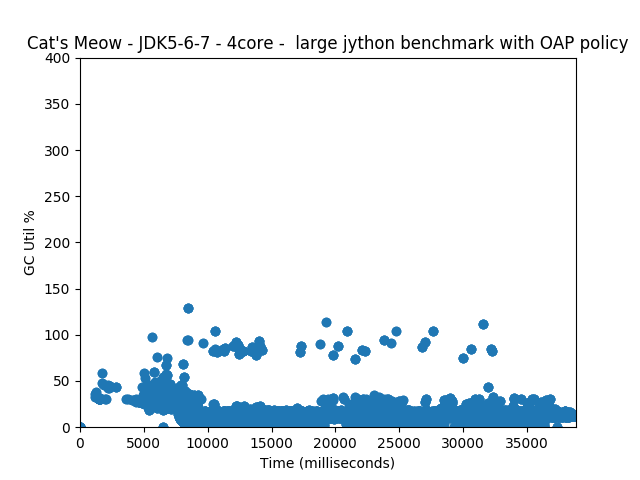 Cat's Meow - JDK5-6-7 - 4core -  large jython benchmark with OAP policy
400
350
300
250
200
150
100
50
0
GC Util %
0 5000 10000 15000 20000 25000 30000 35000
Time (milliseconds)